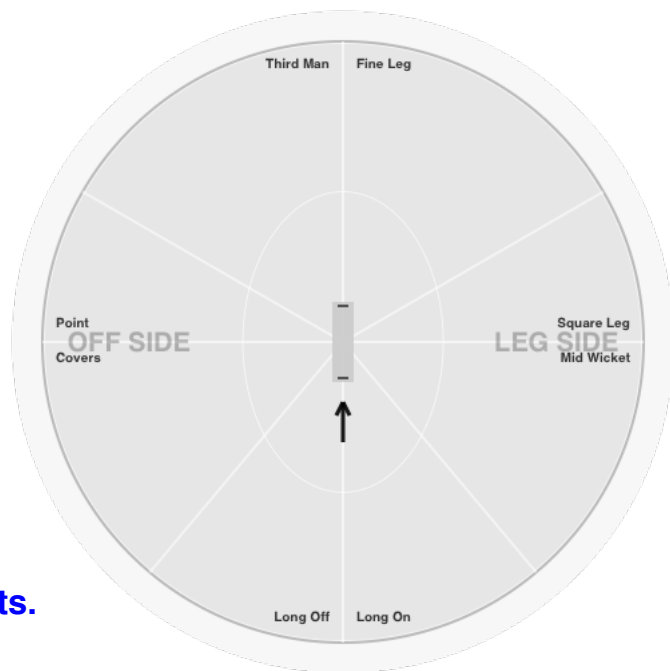 Third Man Fine Leg
Point
OFF SIDE
Covers
Square Leg
LEG SIDE
Mid Wicket
ts.
Long Off Long On